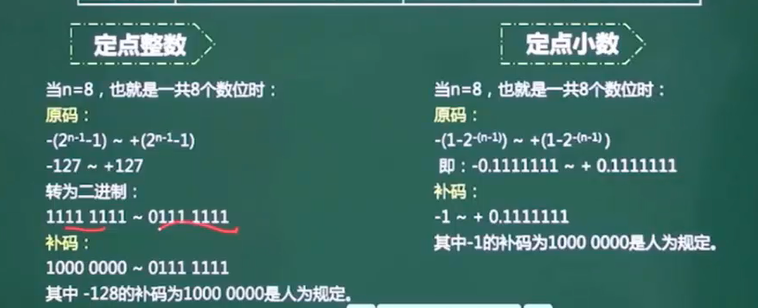 定点整数
当n=8，也就是一共8个数位时：
原码：
-(2ⁿ⁻¹-1) ~ +(2ⁿ⁻¹-1)
-127 ~ +127
转为二进制：
1111 1111 ~ 0111 1111
补码：
1000 0000 ~ 0111 1111
其中 -128的补码为1000 0000是人为规定。
定点小数
当n=8，也就是一共8个数位时：
原码：
-(1-2⁻⁽ⁿ⁻¹⁾) ~ +(1-2⁻⁽ⁿ⁻¹⁾)
即：-0.1111111 ~ + 0.1111111
补码：
-1 ~ + 0.1111111
其中-1的补码为1000 0000是人为规定。